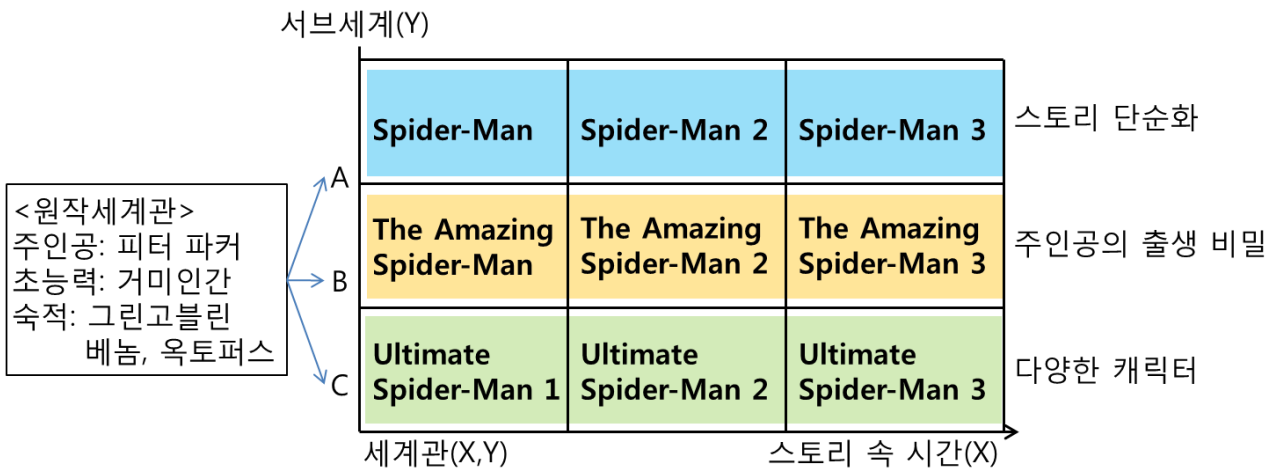 서브세계(Y)
Spider-Man
Spider-Man 2
Spider-Man 3
스토리 단순화
A
<원작세계관>
주인공: 피터 파커
초능력: 거미인간
숙적: 그린고블린
베놈, 옥토퍼스
The Amazing
Spider-Man
The Amazing
Spider-Man 2
The Amazing
Spider-Man 3
주인공의 출생 비밀
B
Ultimate
Spider-Man 1
Ultimate
Spider-Man 2
Ultimate
Spider-Man 3
다양한 캐릭터
C
세계관(X,Y)
스토리 속 시간(X)